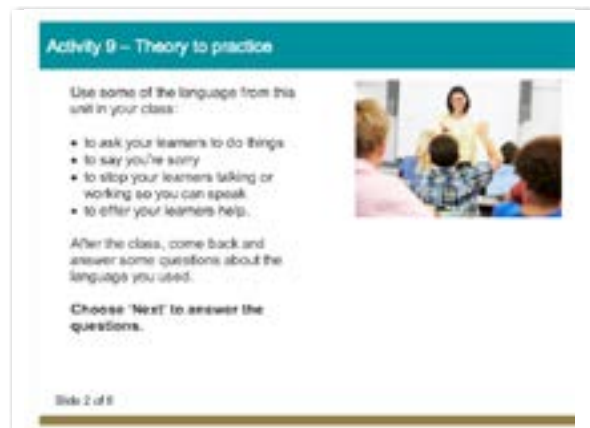 Activity 9 – Theory to practice
Use some of the language from this
unit in your class:
• to ask your learners to do things
• to say you're sorry
• to stop your learners talking or
working so you can speak
• to offer your learners help.
After the class, come back and
answer some questions about the
language you used.
Choose 'Next' to answer the
questions.
Slide 2 of 8